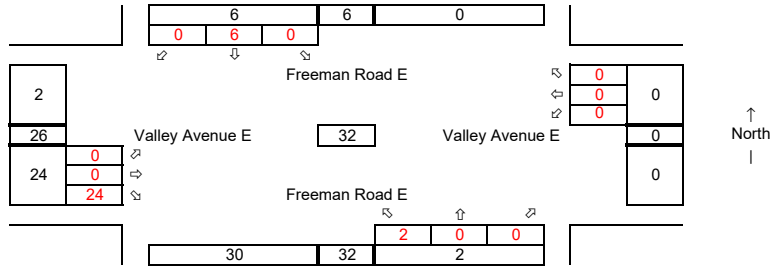 6 6 0
0 6 0
⬃ ⇩ ⬂
Freeman Road E
⬁ 0
2 ⇦ 0 0
⬃ 0
↑
26 Valley Avenue E 32 Valley Avenue E 0 North
|
0 ⬀
24 0 ⇨ 0
24 ⬂
Freeman Road E
⬁ ⇧ ⬀
2 0 0
30 32 2